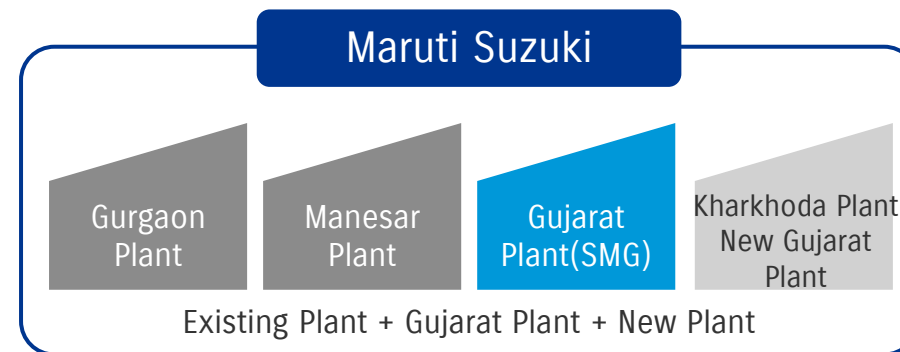 Maruti Suzuki
Gurgaon
Plant
Manesar
Plant
Gujarat
Plant(SMG)
Kharkhoda Plant
New Gujarat
Plant
Existing Plant + Gujarat Plant + New Plant